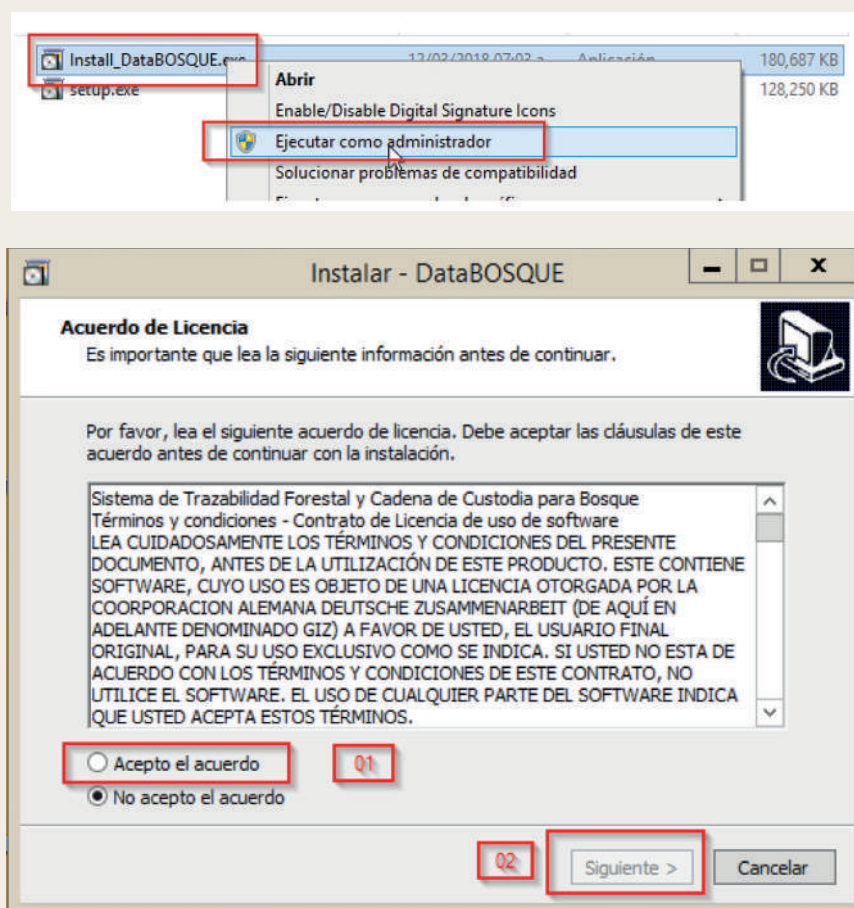 Install_DataBOSQUE.exe 12/03/2018 07:03 a. Aplicación 180,687 KB
setup.exe 128,250 KB
Abrir
Enable/Disable Digital Signature Icons
Ejecutar como administrador
Solucionar problemas de compatibilidad
Instalar - DataBOSQUE
Acuerdo de Licencia
Es importante que lea la siguiente información antes de continuar.
Por favor, lea el siguiente acuerdo de licencia. Debe aceptar las cláusulas de este
acuerdo antes de continuar con la instalación.
Sistema de Trazabilidad Forestal y Cadena de Custodia para Bosque
Términos y condiciones - Contrato de Licencia de uso de software
LEA CUIDADOSAMENTE LOS TÉRMINOS Y CONDICIONES DEL PRESENTE
DOCUMENTO, ANTES DE LA UTILIZACIÓN DE ESTE PRODUCTO. ESTE CONTIENE
SOFTWARE, CUYO USO ES OBJETO DE UNA LICENCIA OTORGADA POR LA
COORPORACION ALEMANA DEUTSCHE ZUSAMMENARBEIT (DE AQUÍ EN
ADELANTE DENOMINADO GIZ) A FAVOR DE USTED, EL USUARIO FINAL
ORIGINAL, PARA SU USO EXCLUSIVO COMO SE INDICA. SI USTED NO ESTA DE
ACUERDO CON LOS TÉRMINOS Y CONDICIONES DE ESTE CONTRATO, NO
UTILICE EL SOFTWARE. EL USO DE CUALQUIER PARTE DEL SOFTWARE INDICA
QUE USTED ACEPTA ESTOS TÉRMINOS.
Acepto el acuerdo 01
No acepto el acuerdo
02 Siguiente > Cancelar